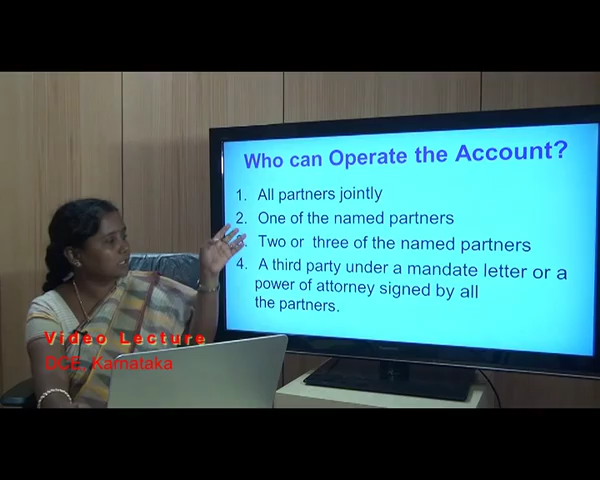 Who can Operate the Account?
1. All partners jointly
2. One of the named partners
3. Two or three of the named partners
4. A third party under a mandate letter or a
power of attorney signed by all
the partners.
Video Lecture
DCE, Karnataka